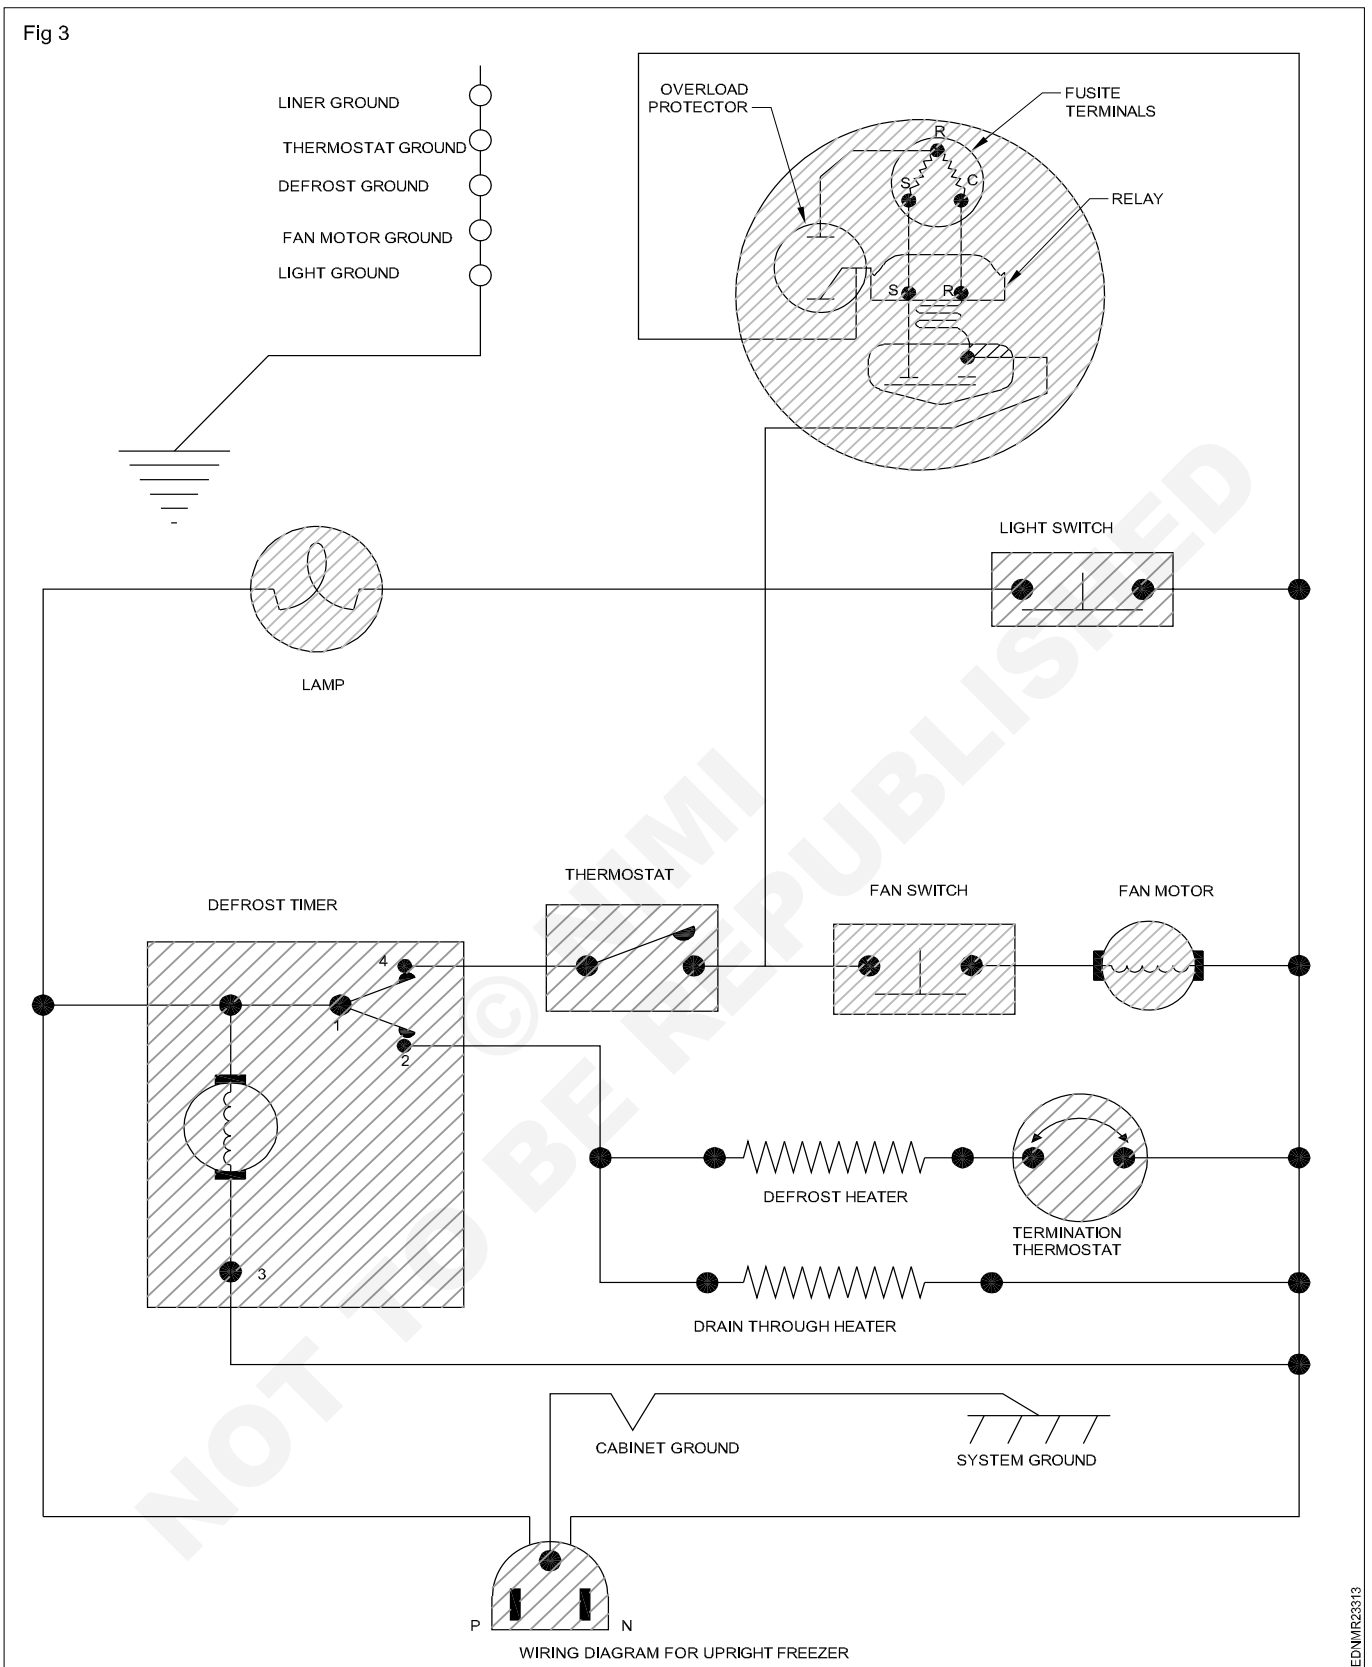 Fig 3
LINER GROUND
THERMOSTAT GROUND
DEFROST GROUND
FAN MOTOR GROUND
LIGHT GROUND
OVERLOAD
PROTECTOR
FUSITE
TERMINALS
R
S
C
RELAY
S
R
LIGHT SWITCH
LAMP
THERMOSTAT
FAN SWITCH
FAN MOTOR
DEFROST TIMER
4
1
2
3
DEFROST HEATER
TERMINATION
THERMOSTAT
DRAIN THROUGH HEATER
CABINET GROUND
SYSTEM GROUND
P
N
WIRING DIAGRAM FOR UPRIGHT FREEZER
EDNMR23313
© NIMI
NOT TO BE REPUBLISHED